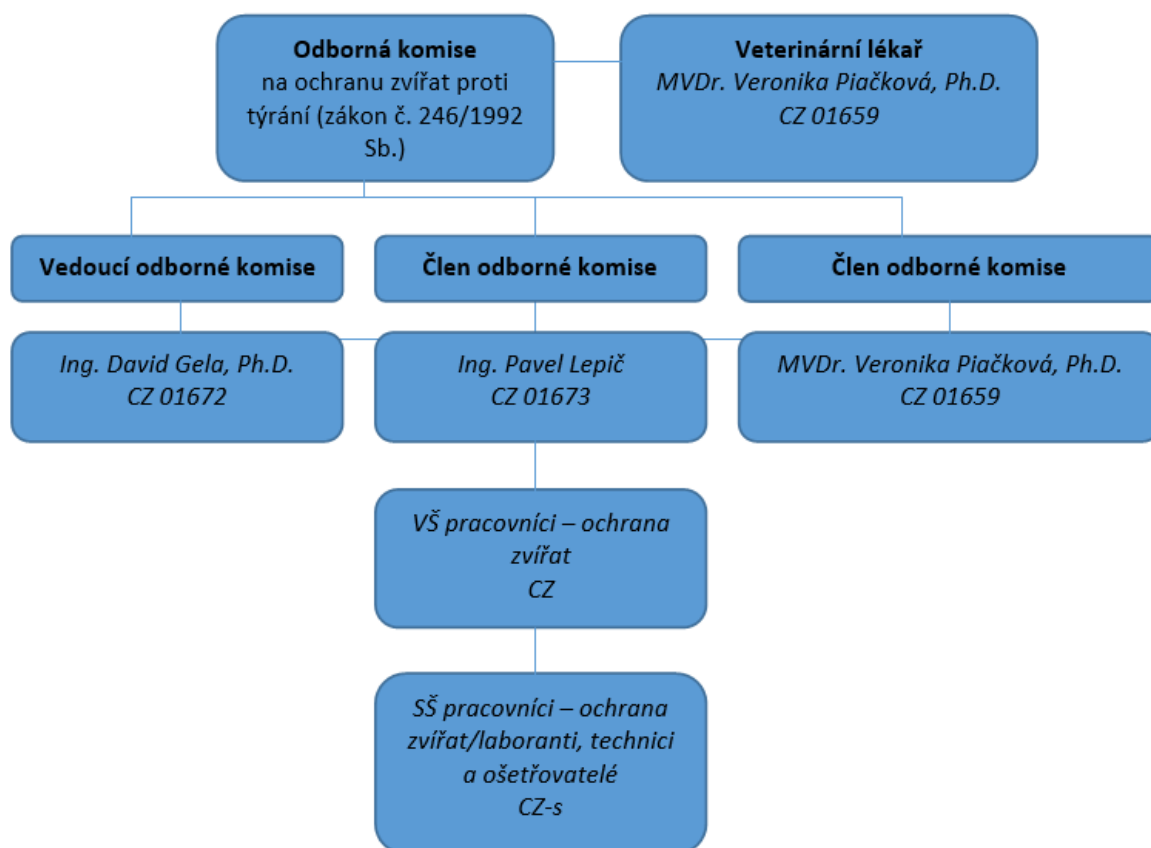 Odborná komise
na ochranu zvířat proti
týrání (zákon č. 246/1992
Sb.)
Veterinární lékař
MVDr. Veronika Piačková, Ph.D.
CZ 01659
Vedoucí odborné komise
Člen odborné komise
Člen odborné komise
Ing. David Gela, Ph.D.
CZ 01672
Ing. Pavel Lepič
CZ 01673
MVDr. Veronika Piačková, Ph.D.
CZ 01659
VŠ pracovníci – ochrana
zvířat
CZ
SŠ pracovníci – ochrana
zvířat/laboranti, technici
a ošetřovatelé
CZ-s